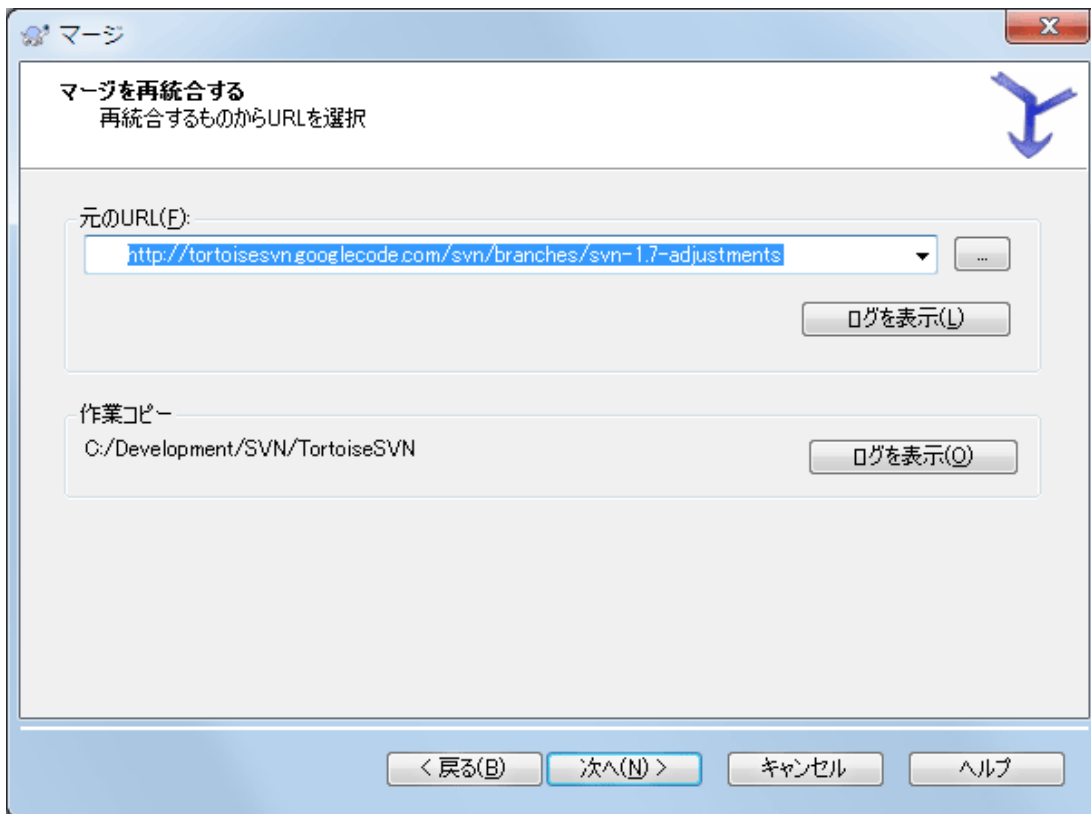 マージ
マージを再統合する
再統合するものからURLを選択
元のURL(F):
http://tortoisesvn.googlecode.com/svn/branches/svn-1.7-adjustments
...
ログを表示(L)
作業コピー
C:/Development/SVN/TortoiseSVN
ログを表示(O)
< 戻る(B) 次へ(N) > キャンセル ヘルプ